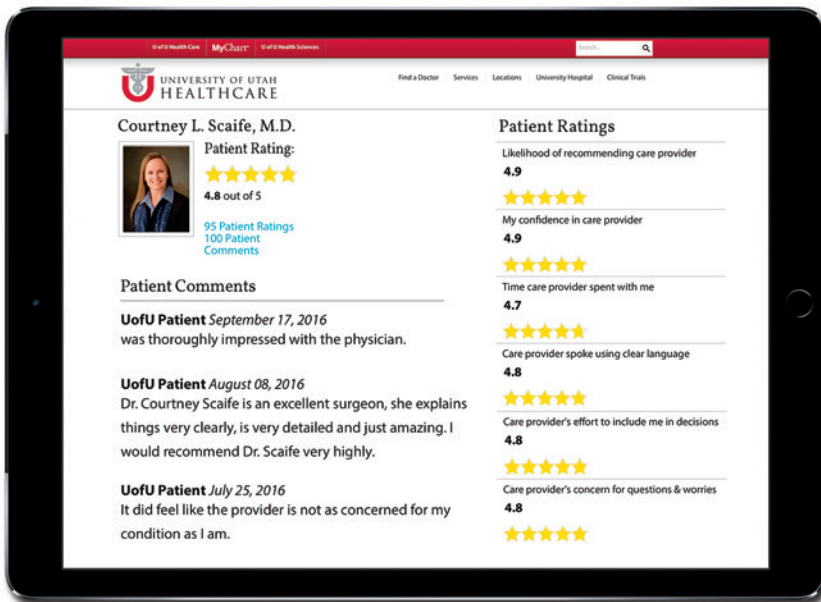 U of U Health Care MyChart® U of U Health Sciences Search...
UNIVERSITY OF UTAH
HEALTHCARE
Find a Doctor Services Locations University Hospital Clinical Trials
Courtney L. Scaife, M.D.
Patient Rating:
4.8 out of 5
95 Patient Ratings
100 Patient
Comments
Patient Comments
UofU Patient September 17, 2016
was thoroughly impressed with the physician.
UofU Patient August 08, 2016
Dr. Courtney Scaife is an excellent surgeon, she explains
things very clearly, is very detailed and just amazing. I
would recommend Dr. Scaife very highly.
UofU Patient July 25, 2016
It did feel like the provider is not as concerned for my
condition as I am.
Patient Ratings
Likelihood of recommending care provider
4.9
My confidence in care provider
4.9
Time care provider spent with me
4.7
Care provider spoke using clear language
4.8
Care provider's effort to include me in decisions
4.8
Care provider's concern for questions & worries
4.8